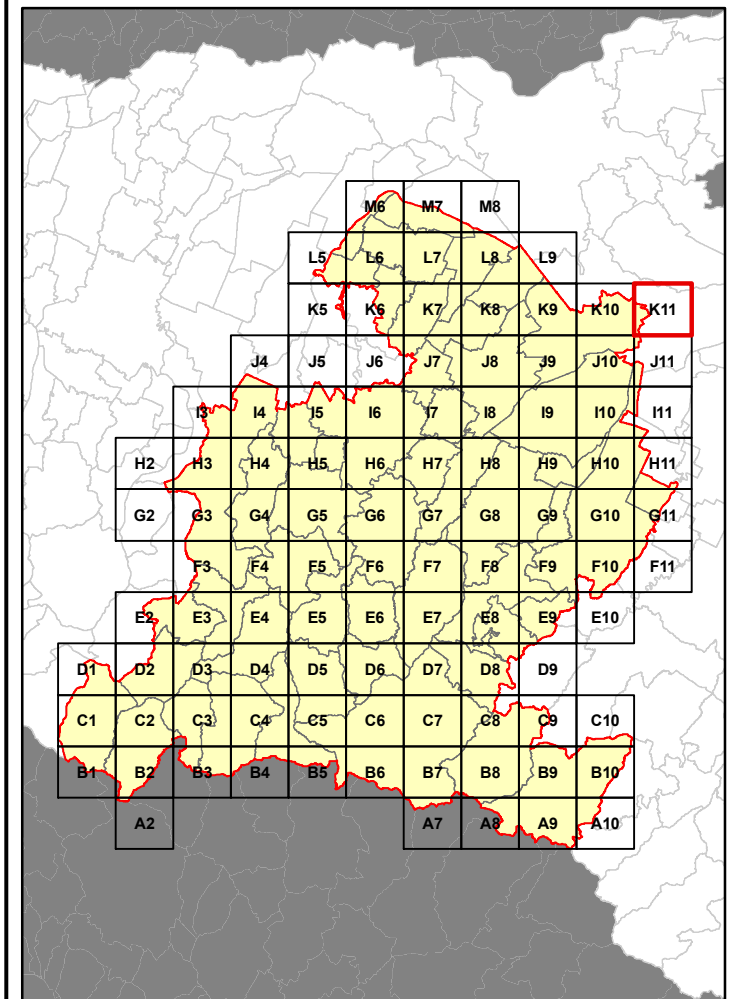 M6 M7 M8
L5 L6 L7 L8 L9
K5 K6 K7 K8 K9 K10 K11
J4 J5 J6 J7 J8 J9 J10 J11
I3 I4 I5 I6 I7 I8 I9 I10 I11
H2 H3 H4 H5 H6 H7 H8 H9 H10 H11
G2 G3 G4 G5 G6 G7 G8 G9 G10 G11
F3 F4 F5 F6 F7 F8 F9 F10 F11
E2 E3 E4 E5 E6 E7 E8 E9 E10
D1 D2 D3 D4 D5 D6 D7 D8 D9
C1 C2 C3 C4 C5 C6 C7 C8 C9 C10
B1 B2 B3 B4 B5 B6 B7 B8 B9 B10
A2 A7 A8 A9 A10